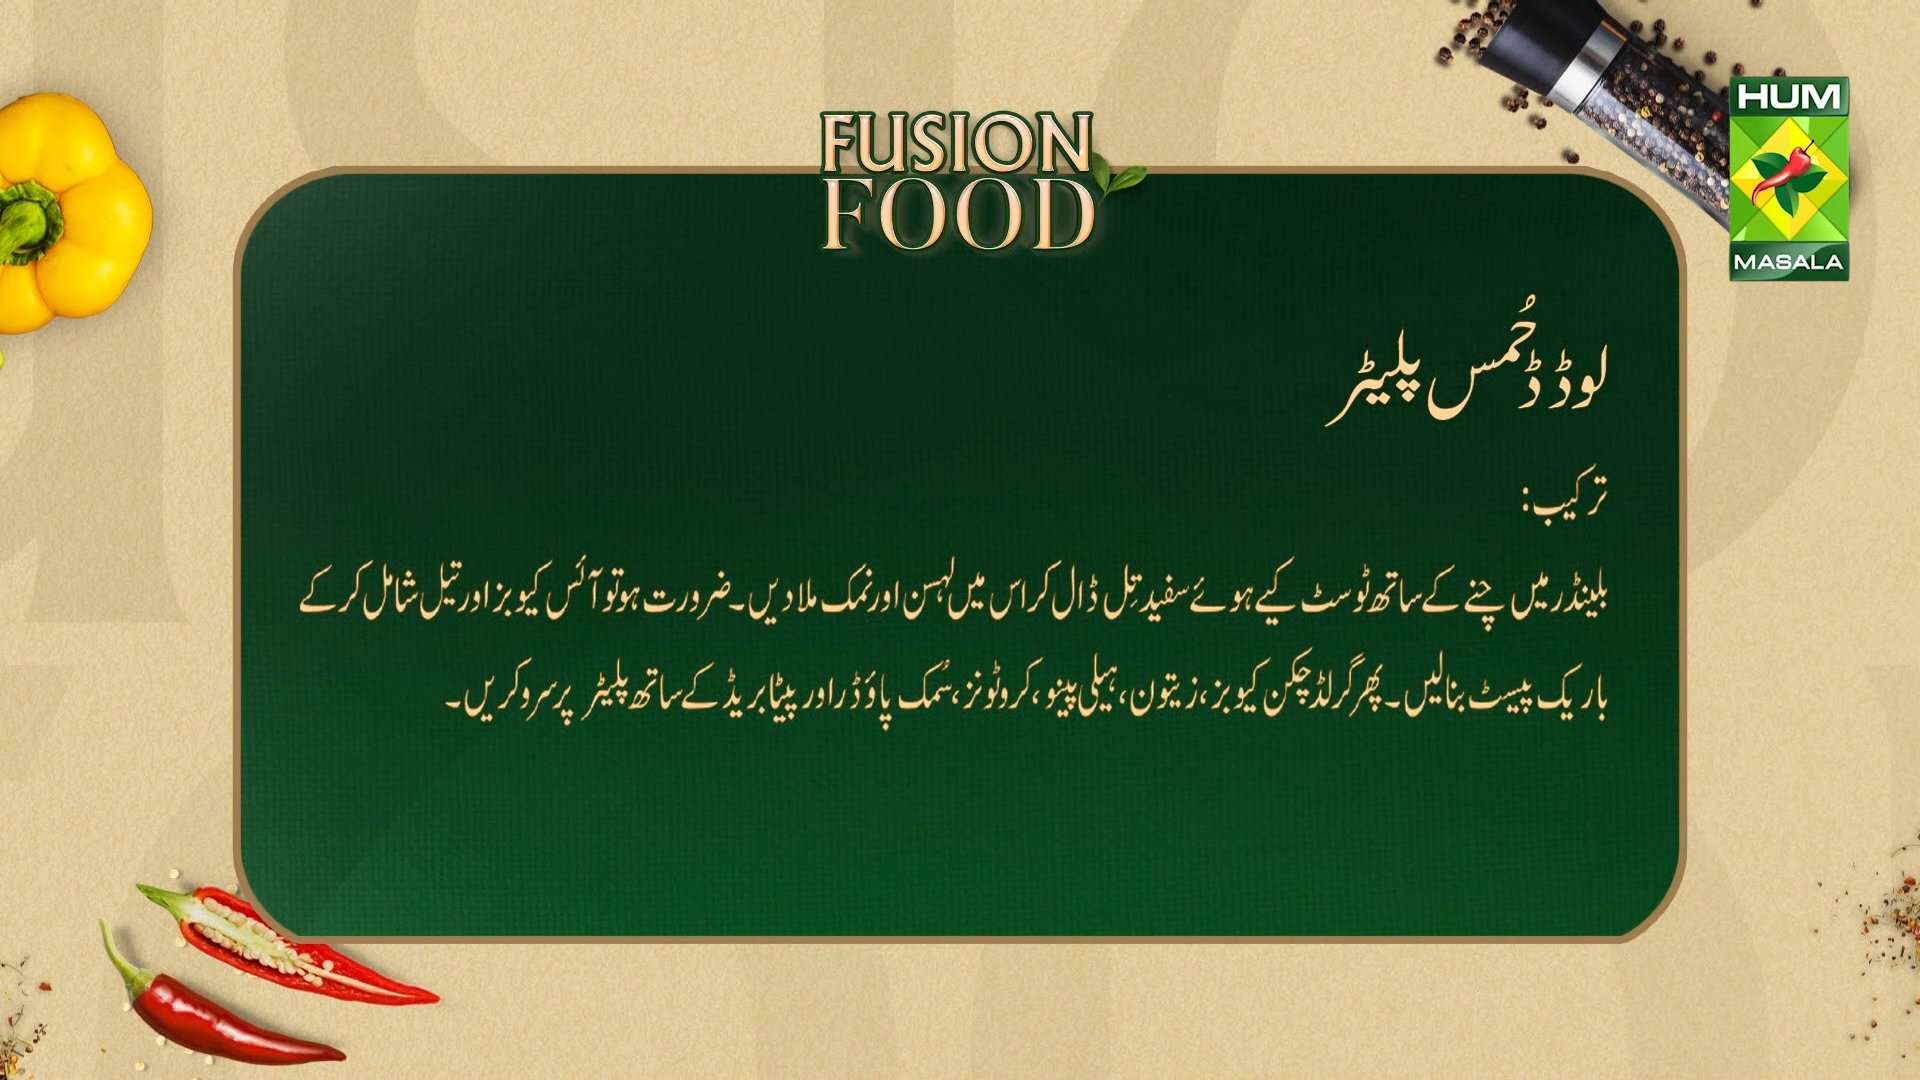 FUSION
FOOD
HUM
MASALA
لوڈڈ حُمس پلیٹر
ترکیب:
بلینڈر میں چنے کے ساتھ ٹوسٹ کیے ہوئے سفید تِل ڈال کر اس میں لہسن اور نمک ملا دیں۔ ضرورت ہو تو آئس کیوبز اور تیل شامل کر کے
باریک پیسٹ بنالیں۔ پھر گرلڈ چکن کیوبز، زیتون، ہیلی پینو، کروٹونز، سُمک پاؤڈر اور پیٹا بریڈ کے ساتھ پلیٹر پر سرو کریں۔